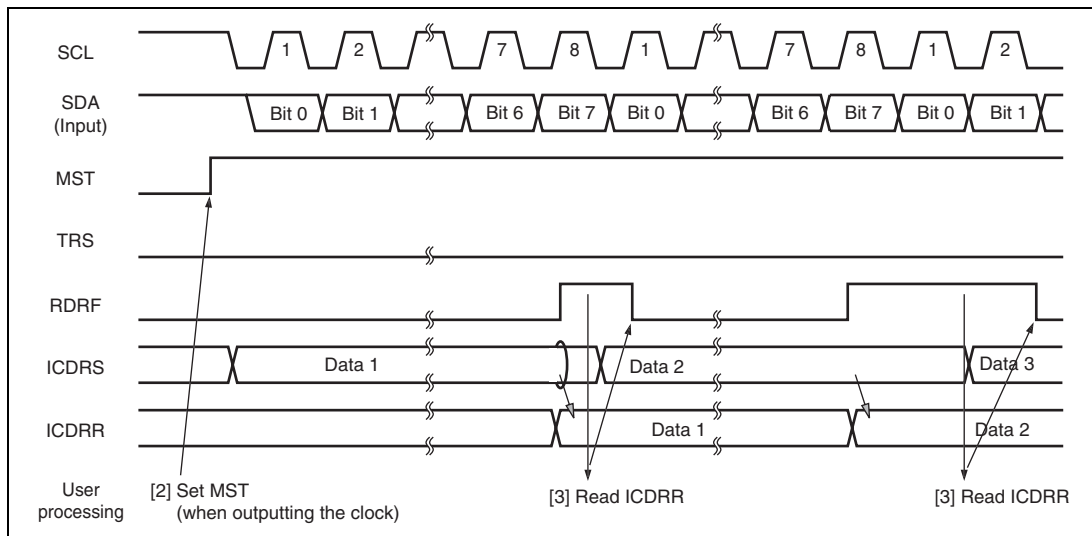 SCL 1 2 7 8 1 7 8 1 2
SDA
(Input)
Bit 0 Bit 1 Bit 6 Bit 7 Bit 0 Bit 6 Bit 7 Bit 0 Bit 1
MST
TRS
RDRF
ICDRS Data 1 Data 2 Data 3
ICDRR Data 1 Data 2
User
processing
[2] Set MST
(when outputting the clock)
[3] Read ICDRR
[3] Read ICDRR